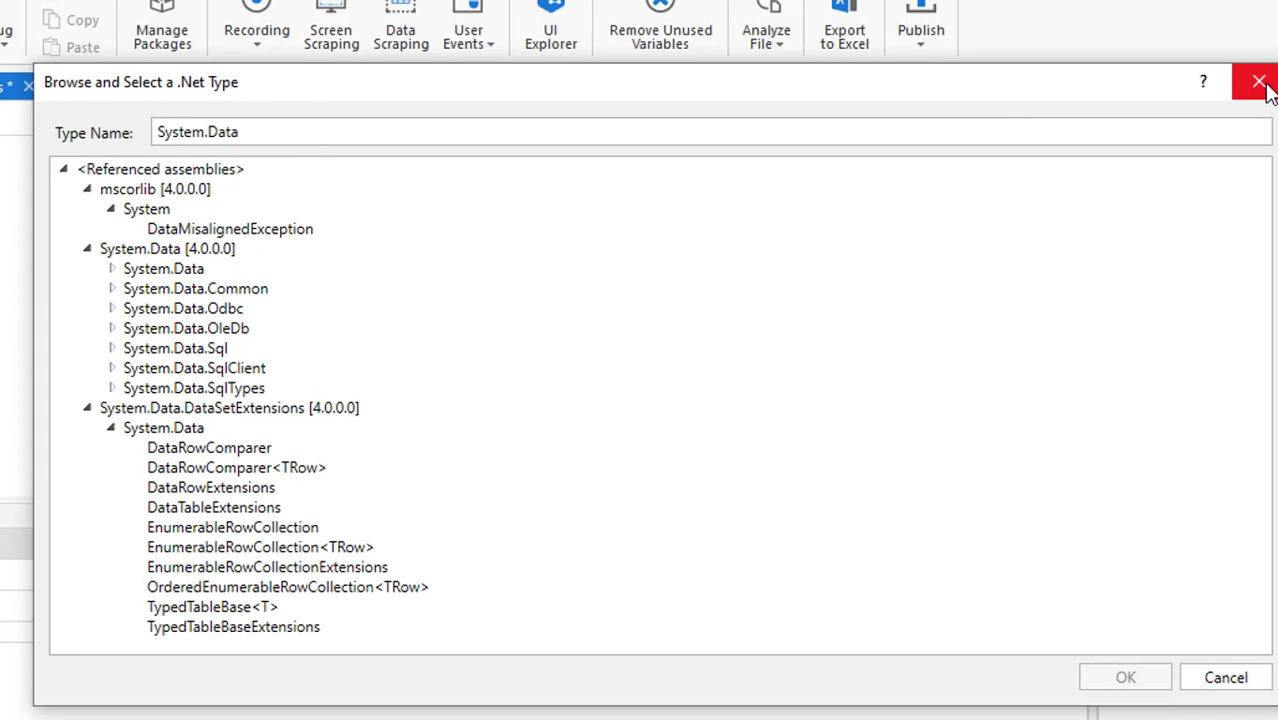 Copy
Paste
ug
Manage
Packages
Recording
Screen
Scraping
Data
Scraping
User
Events
UI
Explorer
Remove Unused
Variables
Analyze
File
Export
to Excel
Publish
s *
Browse and Select a .Net Type
?
Type Name: System.Data
<Referenced assemblies>
mscorlib [4.0.0.0]
System
DataMisalignedException
System.Data [4.0.0.0]
System.Data
System.Data.Common
System.Data.Odbc
System.Data.OleDb
System.Data.Sql
System.Data.SqlClient
System.Data.SqlTypes
System.Data.DataSetExtensions [4.0.0.0]
System.Data
DataRowComparer
DataRowComparer<TRow>
DataRowExtensions
DataTableExtensions
EnumerableRowCollection
EnumerableRowCollection<TRow>
EnumerableRowCollectionExtensions
OrderedEnumerableRowCollection<TRow>
TypedTableBase<T>
TypedTableBaseExtensions
OK
Cancel